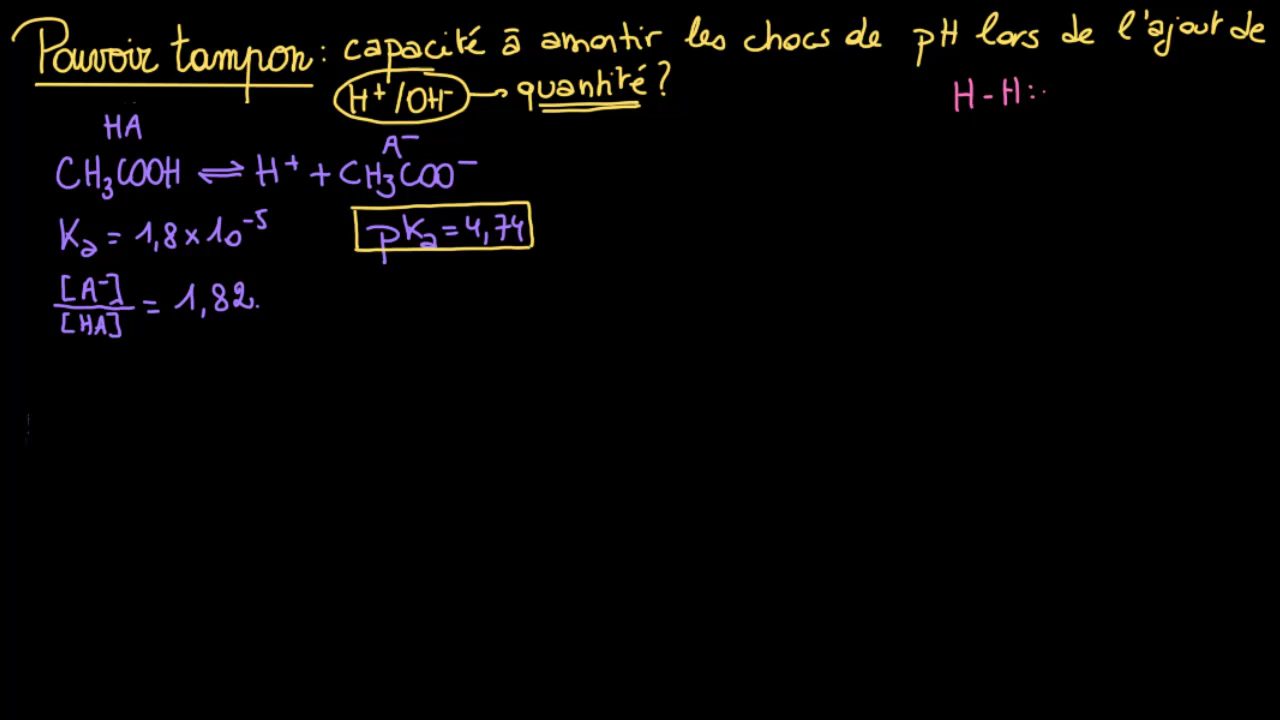 Pouvoir tampon : capacité à amortir les chocs de pH lors de l'ajout de
H⁺/OH⁻ → quantité ?
H-H:
HA
A⁻
CH₃COOH ⇌ H⁺ + CH₃COO⁻
Ka = 1,8 × 10⁻⁵ pKa = 4,74
[A⁻]/[HA] = 1,82